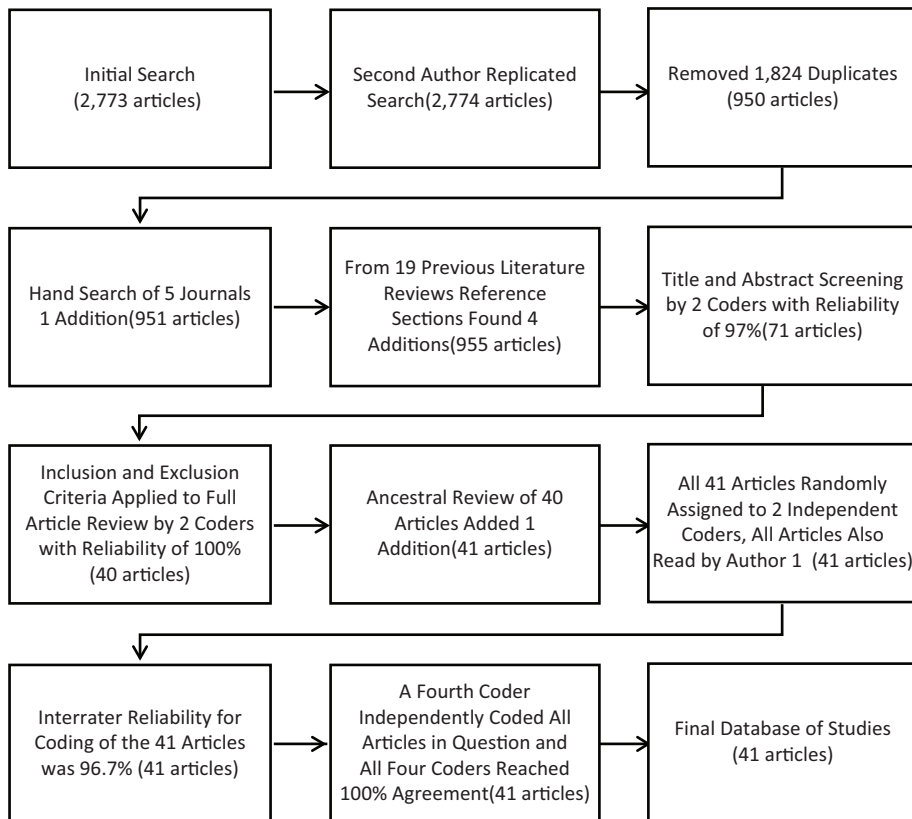 Initial Search
(2,773 articles)
Second Author Replicated
Search(2,774 articles)
Removed 1,824 Duplicates
(950 articles)
Hand Search of 5 Journals
1 Addition(951 articles)
From 19 Previous Literature
Reviews Reference
Sections Found 4
Additions(955 articles)
Title and Abstract Screening
by 2 Coders with Reliability
of 97%(71 articles)
Inclusion and Exclusion
Criteria Applied to Full
Article Review by 2 Coders
with Reliability of 100%
(40 articles)
Ancestral Review of 40
Articles Added 1
Addition(41 articles)
All 41 Articles Randomly
Assigned to 2 Independent
Coders, All Articles Also
Read by Author 1 (41 articles)
Interrater Reliability for
Coding of the 41 Articles
was 96.7% (41 articles)
A Fourth Coder
Independently Coded All
Articles in Question and
All Four Coders Reached
100% Agreement(41 articles)
Final Database of Studies
(41 articles)